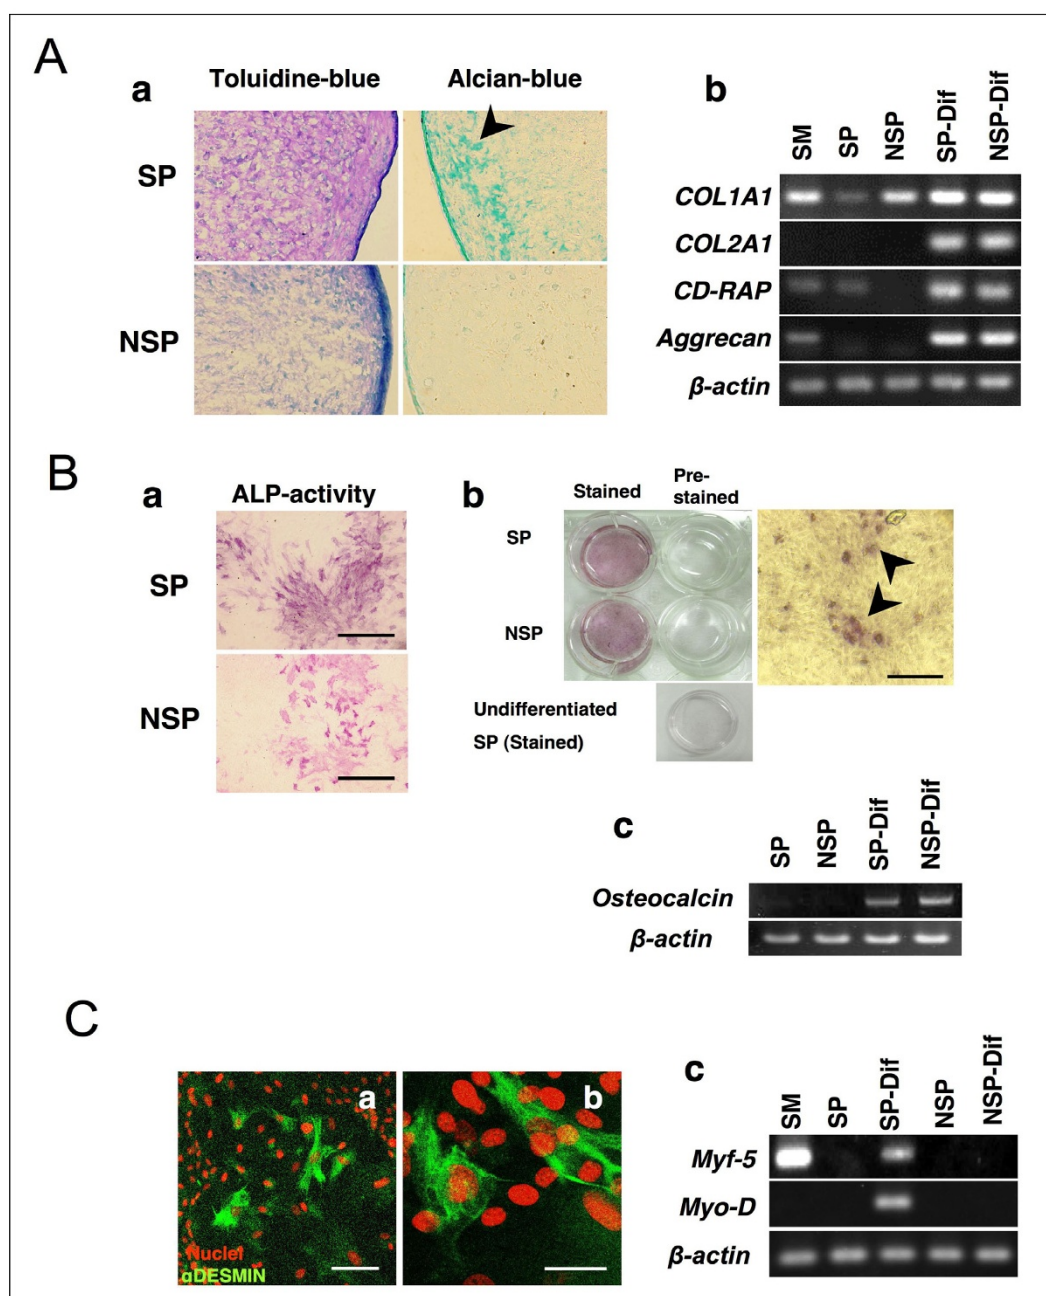 A
a
Toluidine-blue Alcian-blue
SP
NSP
b
SM SP NSP SP-Dif NSP-Dif
COL1A1
COL2A1
CD-RAP
Aggrecan
β-actin
B
a
ALP-activity
SP
NSP
b
Stained Pre-stained
SP
NSP
Undifferentiated
SP (Stained)
c
SP NSP SP-Dif NSP-Dif
Osteocalcin
β-actin
C
a
Nuclei
αDESMIN
b
c
SM SP SP-Dif NSP NSP-Dif
Myf-5
Myo-D
β-actin